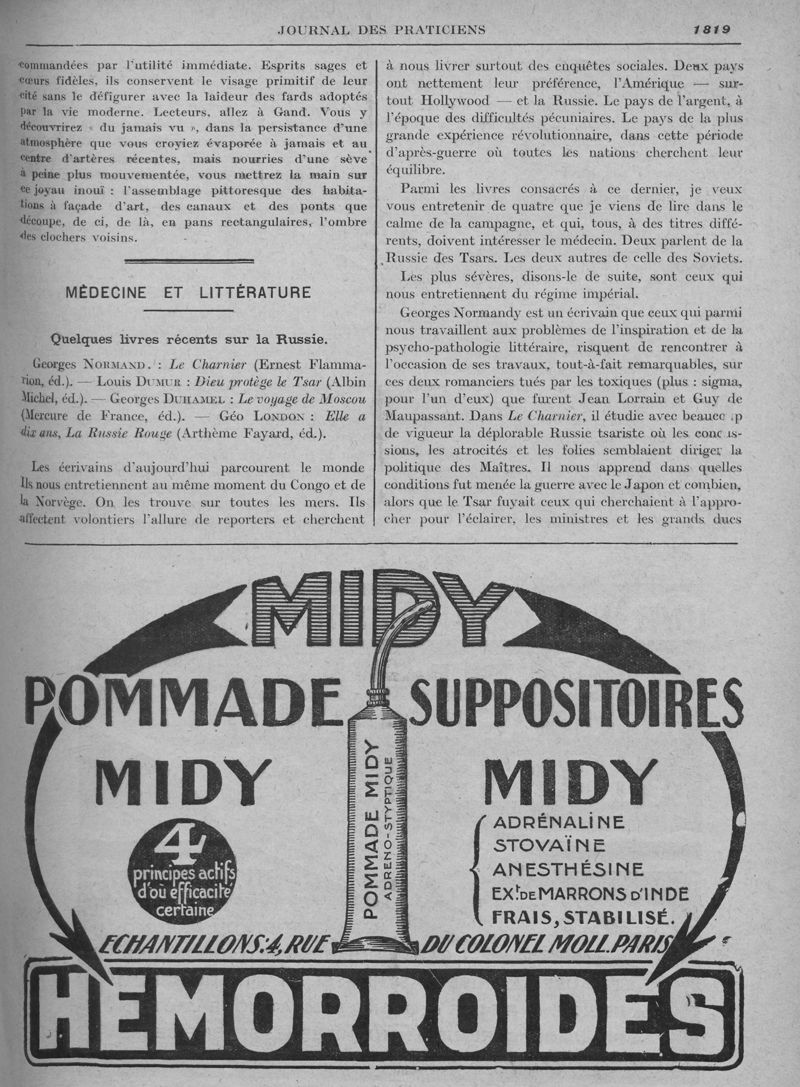 JOURNAL DES PRATICIENS
1819
commandées par l'utilité immédiate. Esprits sages et
cœurs fidèles, ils conservent le visage primitif de leur
cité sans le défigurer avec la laideur des fards adoptés
par la vie moderne. Lecteurs, allez à Gand. Vous y
découvrirez « du jamais vu », dans la persistance d'une
atmosphère que vous croyiez évaporée à jamais et au
centre d'artères récentes, mais nourries d'une sève
à peine plus mouvementée, vous mettrez la main sur
ce joyau inouï : l'assemblage pittoresque des habita-
tions à façade d'art, des canaux et des ponts que
découpe, de ci, de là, en pans rectangulaires, l'ombre
des clochers voisins.
MÉDECINE ET LITTÉRATURE
Quelques livres récents sur la Russie.
Georges NORMAND. : Le Charnier (Ernest Flamma-
rion, éd.). — Louis DUMUR : Dieu protège le Tsar (Albin
Michel, éd.). — Georges DUHAMEL : Le voyage de Moscou
(Mercure de France, éd.). — Géo LONDON : Elle a
dix ans, La Russie Rouge (Arthème Fayard, éd.).
Les écrivains d'aujourd'hui parcourent le monde
Ils nous entretiennent au même moment du Congo et de
la Norvège. On les trouve sur toutes les mers. Ils
affectent volontiers l'allure de reporters et cherchent
à nous livrer surtout des enquêtes sociales. Deux pays
ont nettement leur préférence, l'Amérique — sur-
tout Hollywood — et la Russie. Le pays de l'argent, à
l'époque des difficultés pécuniaires. Le pays de la plus
grande expérience révolutionnaire, dans cette période
d'après-guerre où toutes les nations cherchent leur
équilibre.
Parmi les livres consacrés à ce dernier, je veux
vous entretenir de quatre que je viens de lire dans le
calme de la campagne, et qui, tous, à des titres diffé-
rents, doivent intéresser le médecin. Deux parlent de la
Russie des Tsars. Les deux autres de celle des Soviets.
Les plus sévères, disons-le de suite, sont ceux qui
nous entretiennent du régime impérial.
Georges Normandy est un écrivain que ceux qui parmi
nous travaillent aux problèmes de l'inspiration et de la
psycho-pathologie littéraire, risquent de rencontrer à
l'occasion de ses travaux, tout-à-fait remarquables, sur
ces deux romanciers tués par les toxiques (plus : sigma,
pour l'un d'eux) que furent Jean Lorrain et Guy de
Maupassant. Dans Le Charnier, il étudie avec
de vigueur la déplorable Russie tsariste où les
sions, les atrocités et les folies semblaient diriger la
politique des Maîtres. Il nous apprend dans quelles
conditions fut menée la guerre avec le Japon et combien,
alors que le Tsar fuyait ceux qui cherchaient à l'appro-
cher pour l'éclairer, les ministres et les grands ducs
MIDY
POMMADE SUPPOSITOIRES
MIDY
4
principes actifs
d'où efficacité
certaine
POMMADE MIDY
ADRENO-STYPTIQUE
MIDY
ADRÉNALINE
STOVAÏNE
ANESTHÉSINE
EXt. DE MARRONS D'INDE
FRAIS, STABILISÉ.
ECHANTILLONS: 4, RUE DU COLONEL MOLL. PARIS
HEMORROIDES